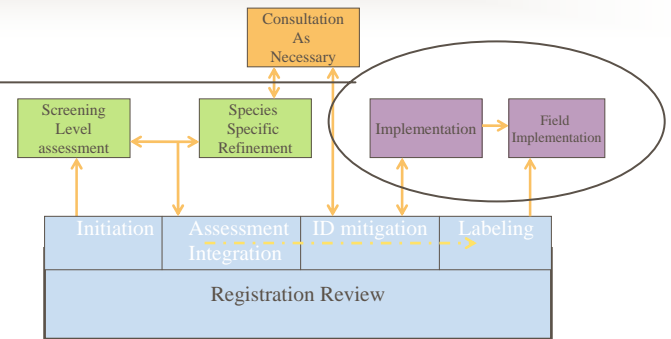 Consultation
As
Necessary
Screening
Level
assessment
Species
Specific
Refinement
Implementation
Field
Implementation
Initiation
Assessment
Integration
ID mitigation
Labeling
Registration Review